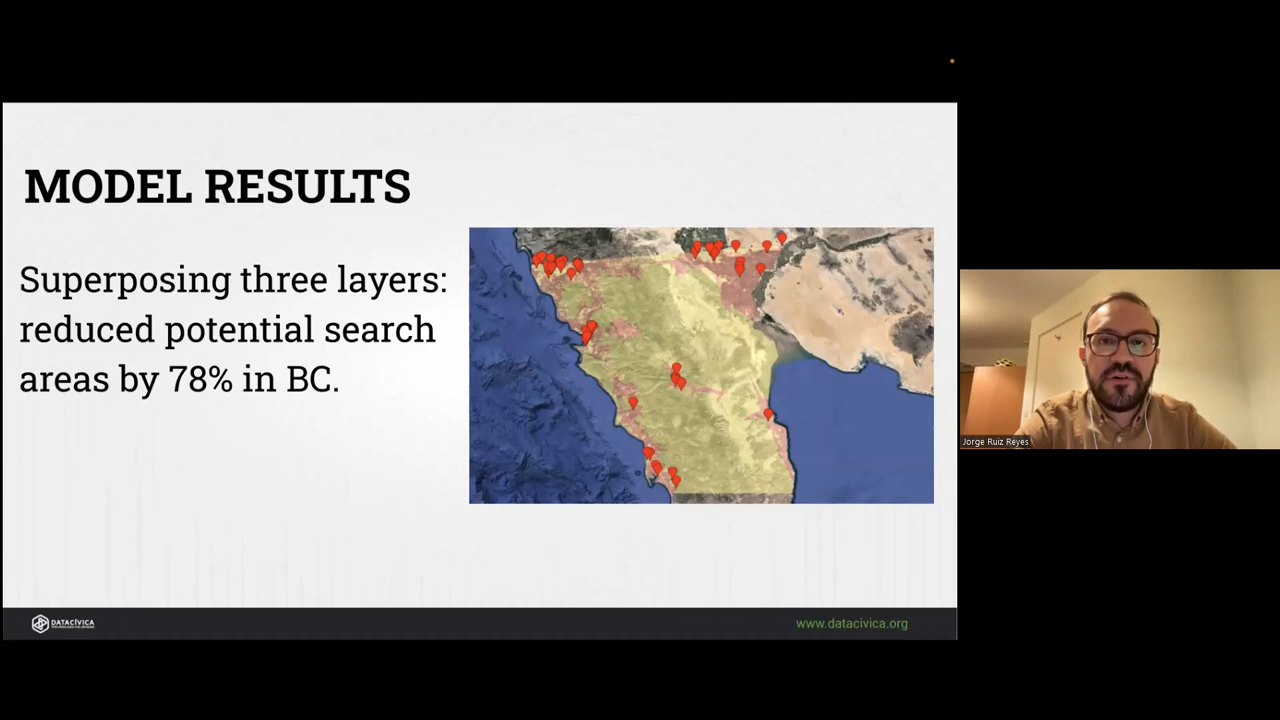 MODEL RESULTS
Superposing three layers:
reduced potential search
areas by 78% in BC.
Jorge Ruiz Reyes
DATACÍVICA
www.datacivica.org